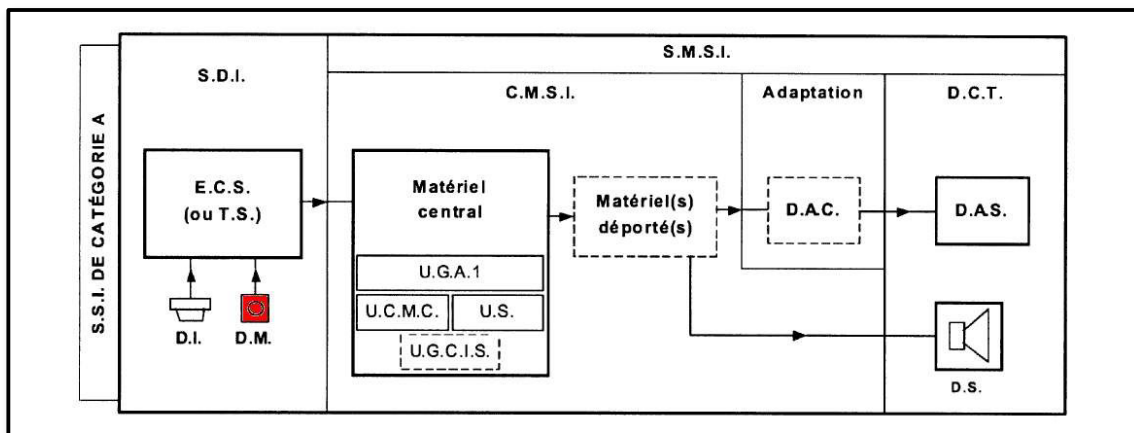 S.S.I. DE CATÉGORIE A
S.M.S.I.
S.D.I.
C.M.S.I.
Adaptation
D.C.T.
E.C.S.
(ou T.S.)
Matériel
central
Matériel(s)
déporté(s)
D.A.C.
D.A.S.
U.G.A.1
U.C.M.C.
U.S.
U.G.C.I.S.
D.I.
D.M.
D.S.